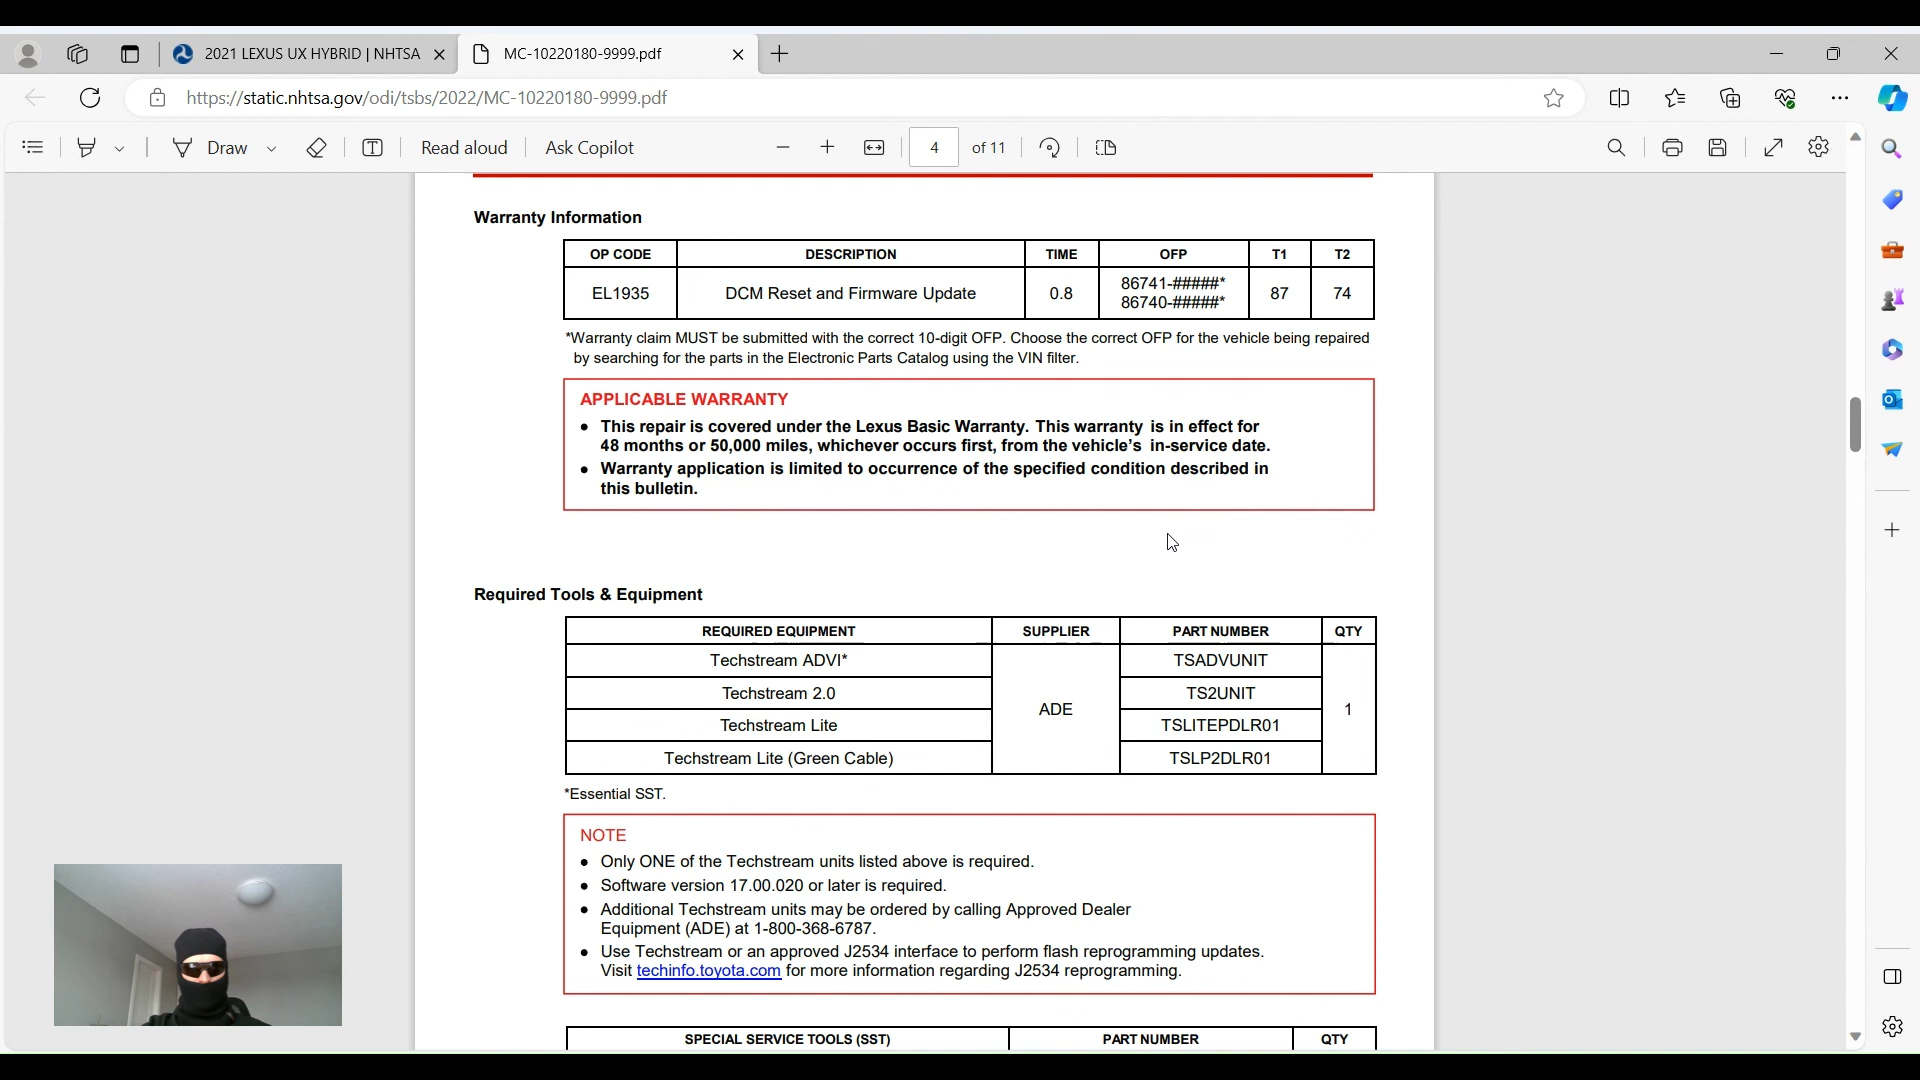 2021 LEXUS UX HYBRID | NHTSA
MC-10220180-9999.pdf
https://static.nhtsa.gov/odi/tsbs/2022/MC-10220180-9999.pdf
Draw
Read aloud
Ask Copilot
4 of 11
Warranty Information
OP CODE DESCRIPTION TIME OFP T1 T2
EL1935 DCM Reset and Firmware Update 0.8 86741-#####* 87 74
86740-#####*
*Warranty claim MUST be submitted with the correct 10-digit OFP. Choose the correct OFP for the vehicle being repaired
by searching for the parts in the Electronic Parts Catalog using the VIN filter.
APPLICABLE WARRANTY
• This repair is covered under the Lexus Basic Warranty. This warranty is in effect for
48 months or 50,000 miles, whichever occurs first, from the vehicle's in-service date.
• Warranty application is limited to occurrence of the specified condition described in
this bulletin.
Required Tools & Equipment
REQUIRED EQUIPMENT SUPPLIER PART NUMBER QTY
Techstream ADVI* TSADVUNIT
Techstream 2.0 TS2UNIT
ADE 1
Techstream Lite TSLITEPDLR01
Techstream Lite (Green Cable) TSLP2DLR01
*Essential SST.
NOTE
• Only ONE of the Techstream units listed above is required.
• Software version 17.00.020 or later is required.
• Additional Techstream units may be ordered by calling Approved Dealer
Equipment (ADE) at 1-800-368-6787.
• Use Techstream or an approved J2534 interface to perform flash reprogramming updates.
Visit techinfo.toyota.com for more information regarding J2534 reprogramming.
SPECIAL SERVICE TOOLS (SST) PART NUMBER QTY